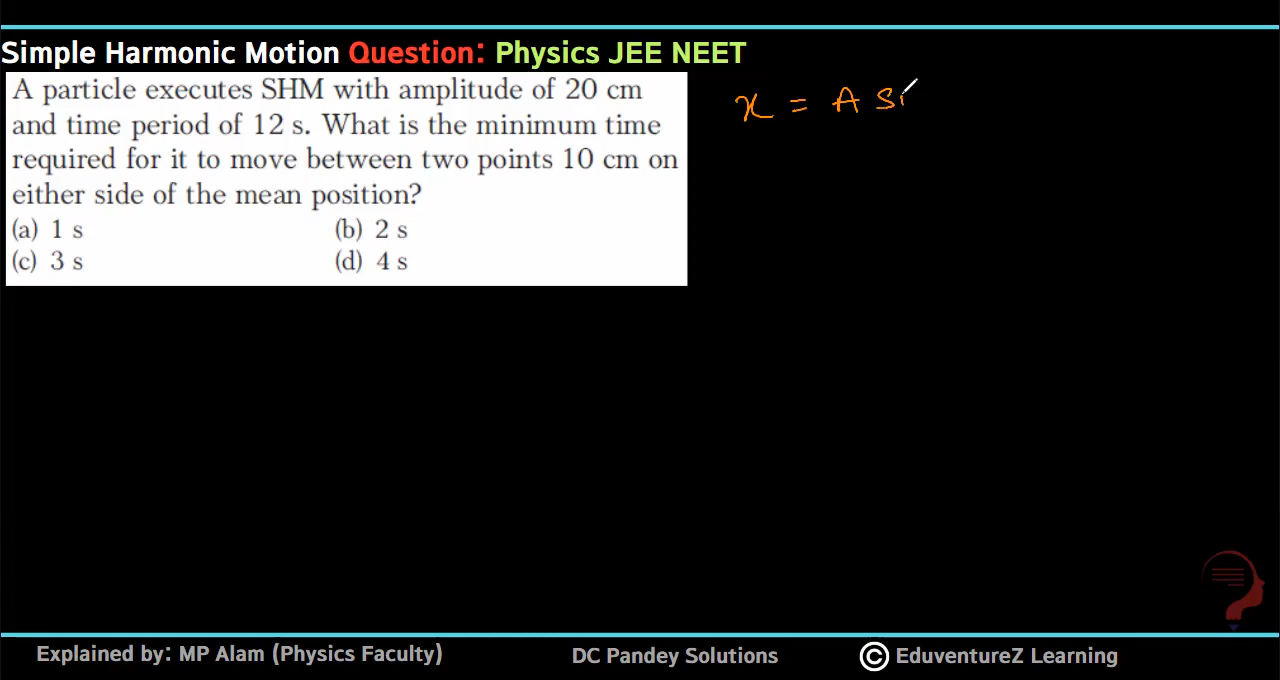 Simple Harmonic Motion Question: Physics JEE NEET
A particle executes SHM with amplitude of 20 cm
and time period of 12 s. What is the minimum time
required for it to move between two points 10 cm on
either side of the mean position?
(a) 1 s (b) 2 s
(c) 3 s (d) 4 s
x = A si
Explained by: MP Alam (Physics Faculty) DC Pandey Solutions © EduventureZ Learning